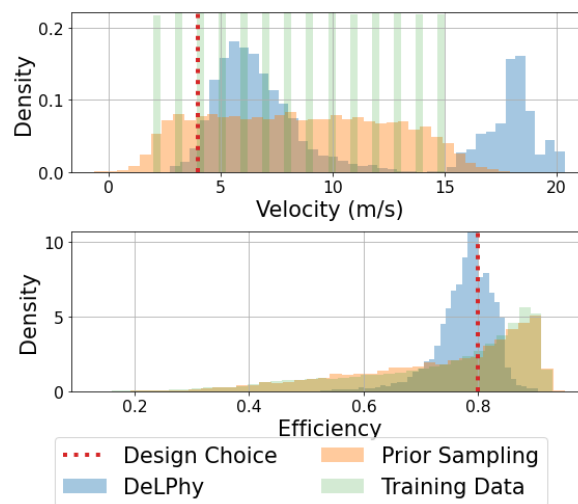 0.2
0.1
0.0
Density
0 5 10 15 20
Velocity (m/s)
10
5
0
Density
0.2 0.4 0.6 0.8
Efficiency
Design Choice
DeLPhy
Prior Sampling
Training Data